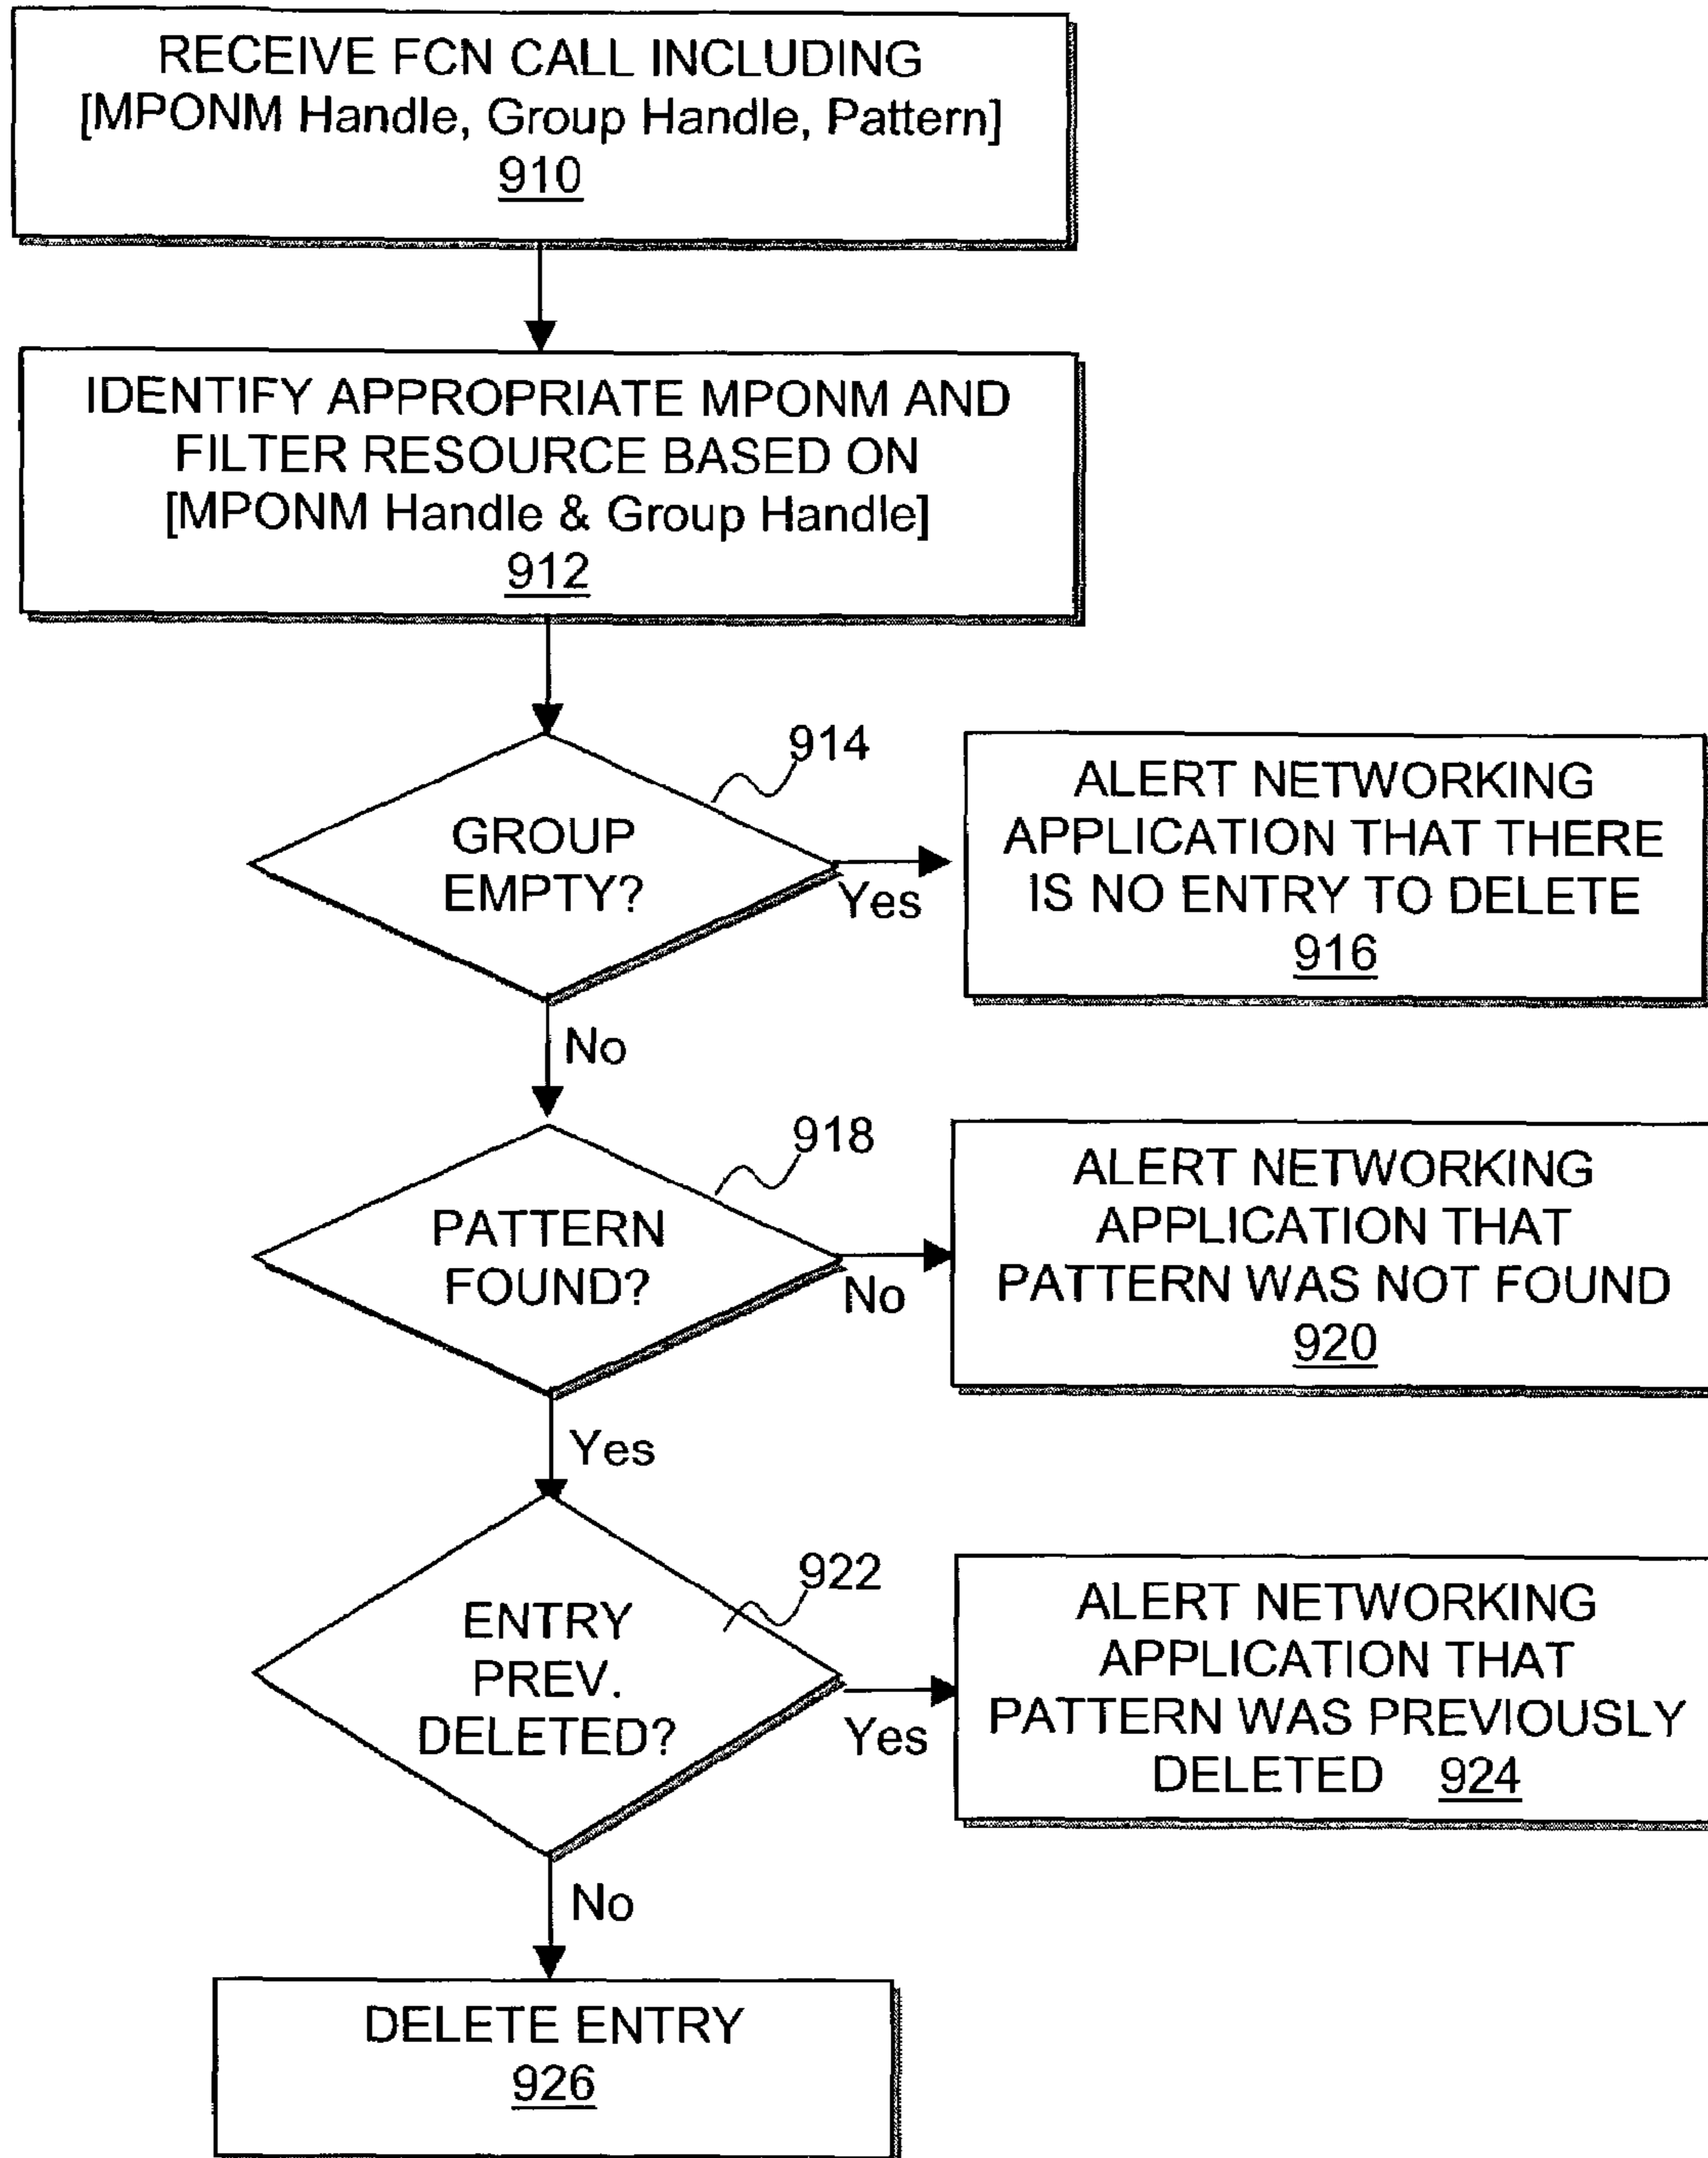 RECEIVE FCN CALL INCLUDING
[MPONM Handle, Group Handle, Pattern]
910
IDENTIFY APPROPRIATE MPONM AND
FILTER RESOURCE BASED ON
[MPONM Handle & Group Handle]
912
914
GROUP
EMPTY?
Yes
ALERT NETWORKING
APPLICATION THAT THERE
IS NO ENTRY TO DELETE
916
No
918
PATTERN
FOUND?
No
ALERT NETWORKING
APPLICATION THAT
PATTERN WAS NOT FOUND
920
Yes
922
ENTRY
PREV.
DELETED?
Yes
ALERT NETWORKING
APPLICATION THAT
PATTERN WAS PREVIOUSLY
DELETED 924
No
DELETE ENTRY
926